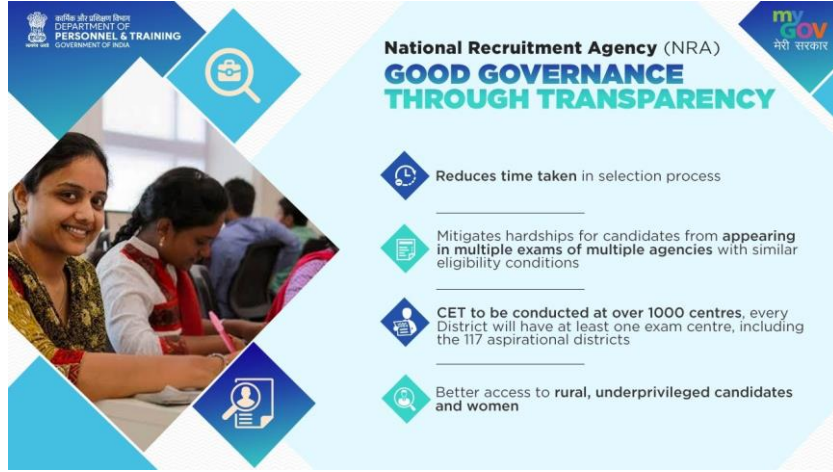 कार्मिक और प्रशिक्षण विभाग
DEPARTMENT OF
PERSONNEL & TRAINING
GOVERNMENT OF INDIA
सत्यमेव जयते
my
GOV
मेरी सरकार
National Recruitment Agency (NRA)
GOOD GOVERNANCE
THROUGH TRANSPARENCY
Reduces time taken in selection process
Mitigates hardships for candidates from appearing
in multiple exams of multiple agencies with similar
eligibility conditions
CET to be conducted at over 1000 centres, every
District will have at least one exam centre, including
the 117 aspirational districts
Better access to rural, underprivileged candidates
and women